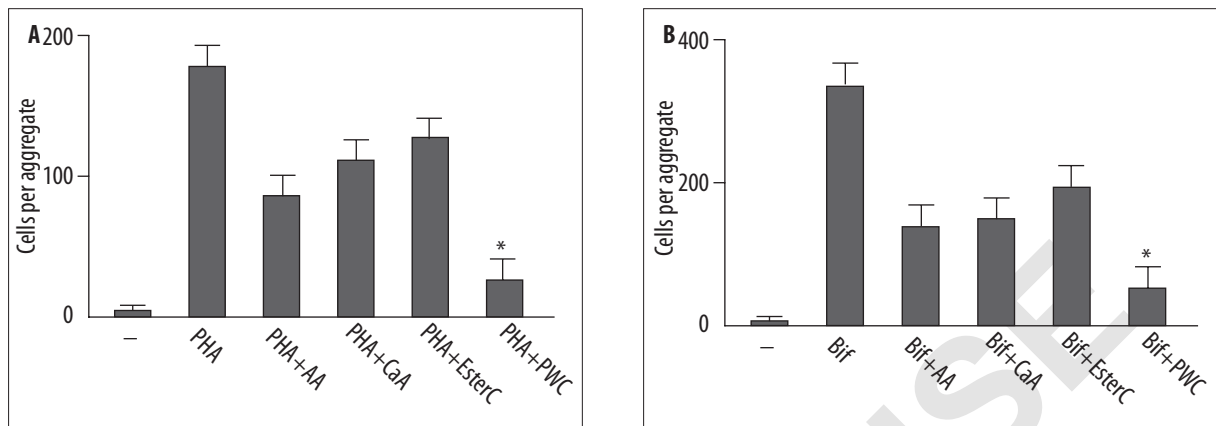 A
200
100
0
Cells per aggregate
–
PHA
PHA+AA
PHA+CaA
PHA+EsterC
PHA+PWC
*
B
400
200
0
Cells per aggregate
–
Bif
Bif+AA
Bif+CaA
Bif+EsterC
Bif+PWC
*